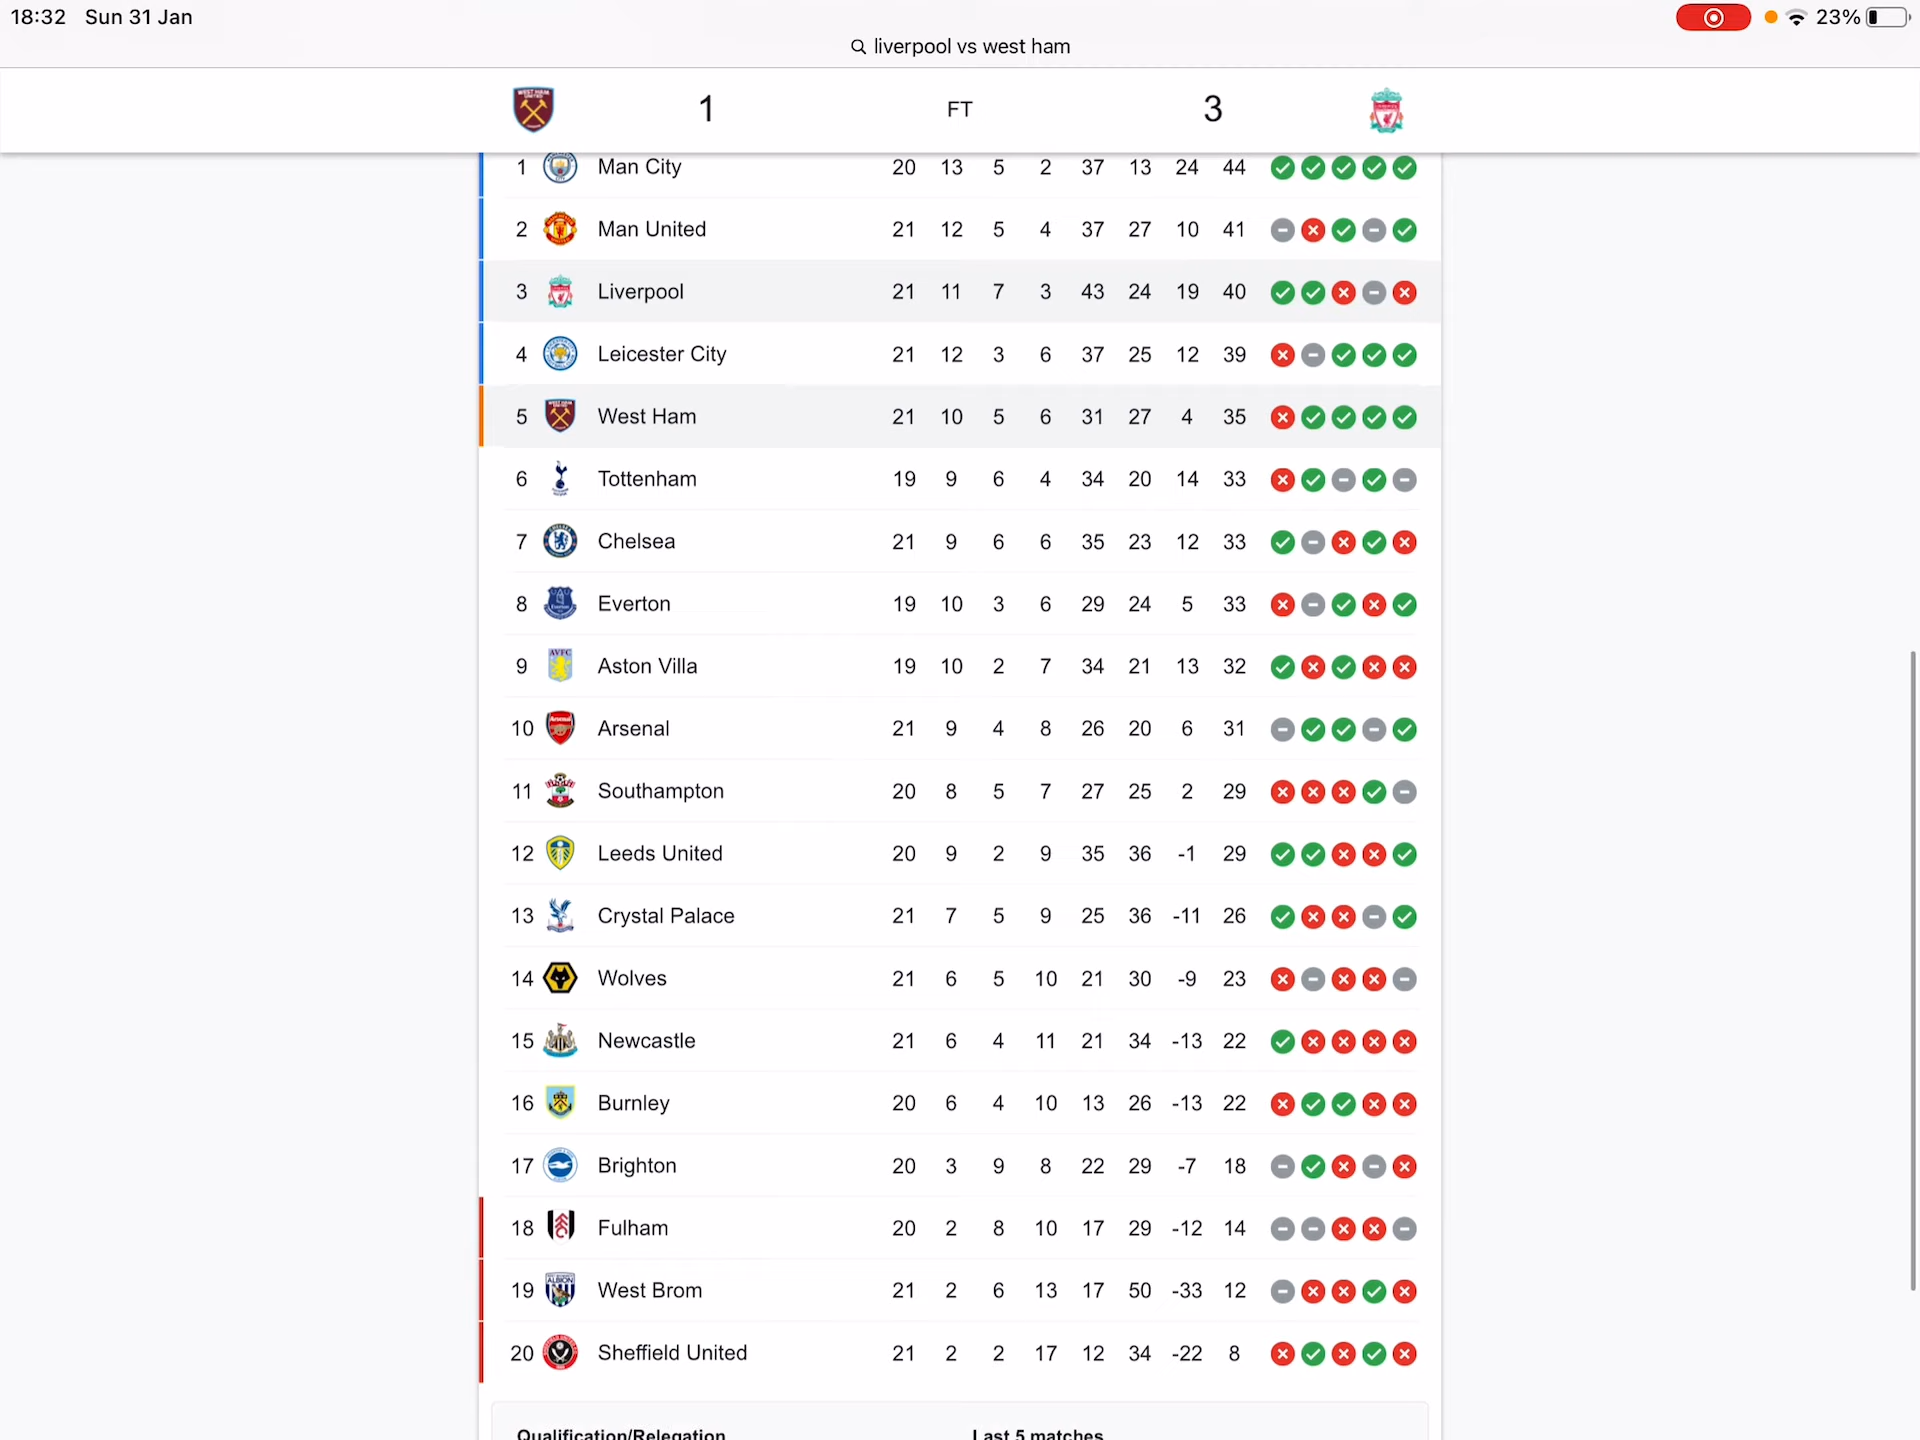 18:32 Sun 31 Jan 23%
liverpool vs west ham
1 FT 3
1 Man City 20 13 5 2 37 13 24 44
2 Man United 21 12 5 4 37 27 10 41
3 Liverpool 21 11 7 3 43 24 19 40
4 Leicester City 21 12 3 6 37 25 12 39
5 West Ham 21 10 5 6 31 27 4 35
6 Tottenham 19 9 6 4 34 20 14 33
7 Chelsea 21 9 6 6 35 23 12 33
8 Everton 19 10 3 6 29 24 5 33
9 Aston Villa 19 10 2 7 34 21 13 32
10 Arsenal 21 9 4 8 26 20 6 31
11 Southampton 20 8 5 7 27 25 2 29
12 Leeds United 20 9 2 9 35 36 -1 29
13 Crystal Palace 21 7 5 9 25 36 -11 26
14 Wolves 21 6 5 10 21 30 -9 23
15 Newcastle 21 6 4 11 21 34 -13 22
16 Burnley 20 6 4 10 13 26 -13 22
17 Brighton 20 3 9 8 22 29 -7 18
18 Fulham 20 2 8 10 17 29 -12 14
19 West Brom 21 2 6 13 17 50 -33 12
20 Sheffield United 21 2 2 17 12 34 -22 8
Qualification/Relegation Last 5 matches